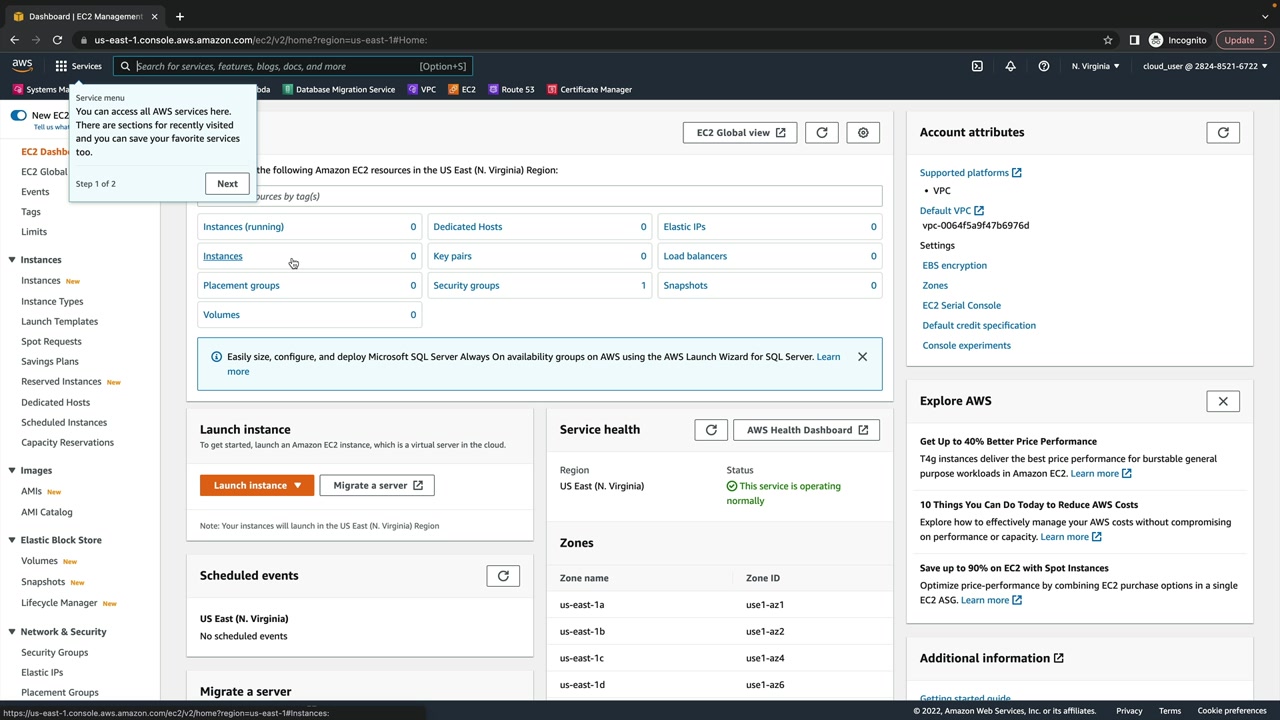 Dashboard | EC2 Management
us-east-1.console.aws.amazon.com/ec2/v2/home?region=us-east-1#Home:
Incognito
Update
aws
Services
Search for services, features, blogs, docs, and more
[Option+S]
N. Virginia
cloud_user @ 2824-8521-6722
Systems Ma
Database Migration Service
VPC
EC2
Route 53
Certificate Manager
Service menu
You can access all AWS services here.
There are sections for recently visited
and you can save your favorite services
too.
Step 1 of 2
Next
New EC2
Tell us what
EC2 Dashb
EC2 Global
Events
Tags
Limits
Instances
Instances New
Instance Types
Launch Templates
Spot Requests
Savings Plans
Reserved Instances New
Dedicated Hosts
Scheduled Instances
Capacity Reservations
Images
AMIs New
AMI Catalog
Elastic Block Store
Volumes New
Snapshots New
Lifecycle Manager New
Network & Security
Security Groups
Elastic IPs
Placement Groups
EC2 Global view
the following Amazon EC2 resources in the US East (N. Virginia) Region:
ources by tag(s)
Instances (running) 0
Dedicated Hosts 0
Elastic IPs 0
Instances 0
Key pairs 0
Load balancers 0
Placement groups 0
Security groups 1
Snapshots 0
Volumes 0
Easily size, configure, and deploy Microsoft SQL Server Always On availability groups on AWS using the AWS Launch Wizard for SQL Server. Learn
more
Launch instance
To get started, launch an Amazon EC2 instance, which is a virtual server in the cloud.
Launch instance
Migrate a server
Note: Your instances will launch in the US East (N. Virginia) Region
Scheduled events
US East (N. Virginia)
No scheduled events
Migrate a server
Service health
AWS Health Dashboard
Region
US East (N. Virginia)
Status
This service is operating
normally
Zones
Zone name
Zone ID
us-east-1a
use1-az1
us-east-1b
use1-az2
us-east-1c
use1-az4
us-east-1d
use1-az6
Account attributes
Supported platforms
• VPC
Default VPC
vpc-0064f5a9f47b6976d
Settings
EBS encryption
Zones
EC2 Serial Console
Default credit specification
Console experiments
Explore AWS
Get Up to 40% Better Price Performance
T4g instances deliver the best price performance for burstable general
purpose workloads in Amazon EC2. Learn more
10 Things You Can Do Today to Reduce AWS Costs
Explore how to effectively manage your AWS costs without compromising
on performance or capacity. Learn more
Save up to 90% on EC2 with Spot Instances
Optimize price-performance by combining EC2 purchase options in a single
EC2 ASG. Learn more
Additional information
Getting started guide
https://us-east-1.console.aws.amazon.com/ec2/v2/home?region=us-east-1#Instances:
© 2022, Amazon Web Services, Inc. or its affiliates.
Privacy
Terms
Cookie preferences